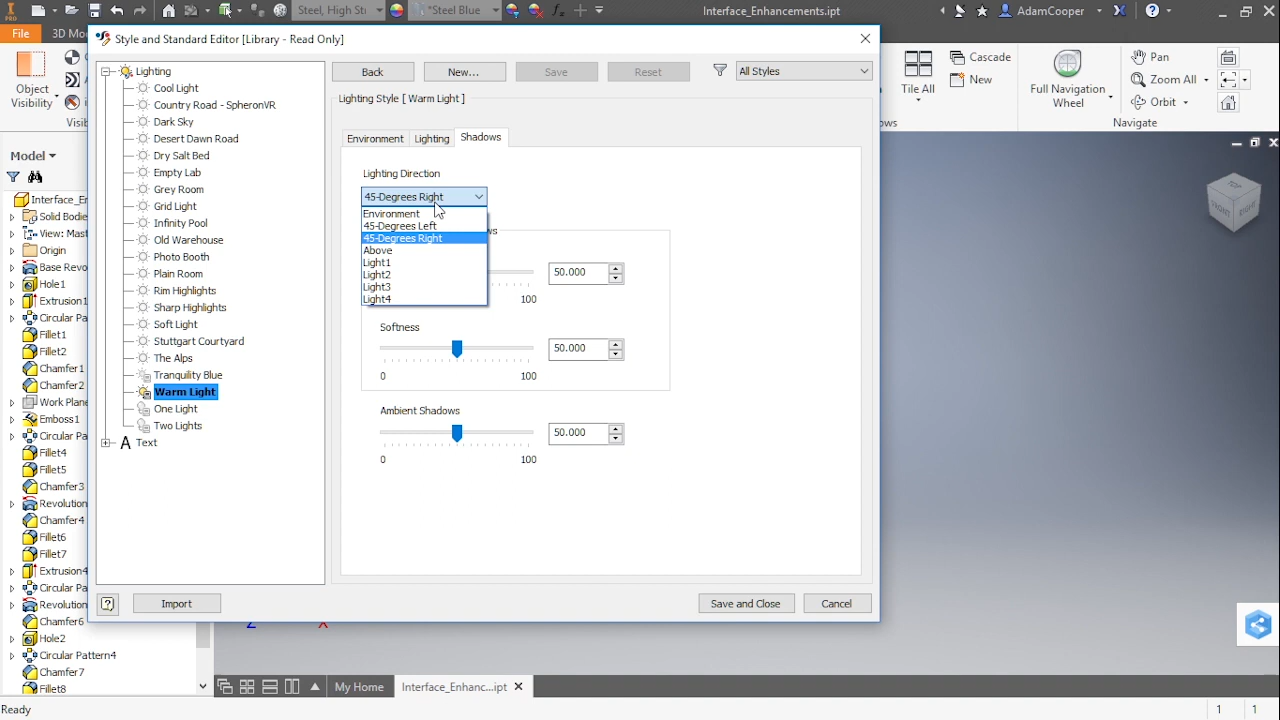 PRO
Steel, High St
*Steel Blue
Interface_Enhancements.ipt
AdamCooper
File
3D Mo
Style and Standard Editor [Library - Read Only]
Object
Visibility
Visib
Cascade
New
Tile All
ows
Full Navigation
Wheel
Pan
Zoom All
Orbit
Navigate
Back
New...
Save
Reset
All Styles
Lighting Style [ Warm Light ]
Environment
Lighting
Shadows
Lighting Direction
45-Degrees Right
Environment
45-Degrees Left
45-Degrees Right
Above
Light1
Light2
Light3
Light4
ws
50.000
100
Softness
50.000
0
100
Ambient Shadows
50.000
0
100
Lighting
Cool Light
Country Road - SpheronVR
Dark Sky
Desert Dawn Road
Dry Salt Bed
Empty Lab
Grey Room
Grid Light
Infinity Pool
Old Warehouse
Photo Booth
Plain Room
Rim Highlights
Sharp Highlights
Soft Light
Stuttgart Courtyard
The Alps
Tranquility Blue
Warm Light
One Light
Two Lights
A Text
Import
Save and Close
Cancel
Model
Interface_Er
Solid Bodie
View: Mast
Origin
Base Revo
Hole1
Extrusion1
Circular Pa
Fillet1
Fillet2
Chamfer1
Chamfer2
Work Plane
Emboss1
Circular Pa
Fillet4
Fillet5
Chamfer3
Revolution
Chamfer4
Fillet6
Fillet7
Extrusion4
Circular Pa
Revolution
Chamfer6
Hole2
Circular Pattern4
Chamfer7
Fillet8
TOP
FRONT
RIGHT
Z
X
My Home
Interface_Enhanc...ipt
Ready
1
1